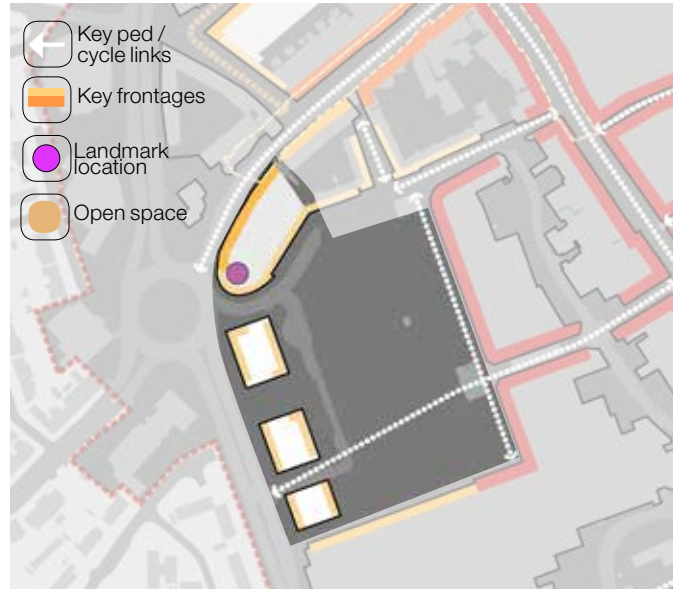 Key ped /
cycle links
Key frontages
Landmark
location
Open space